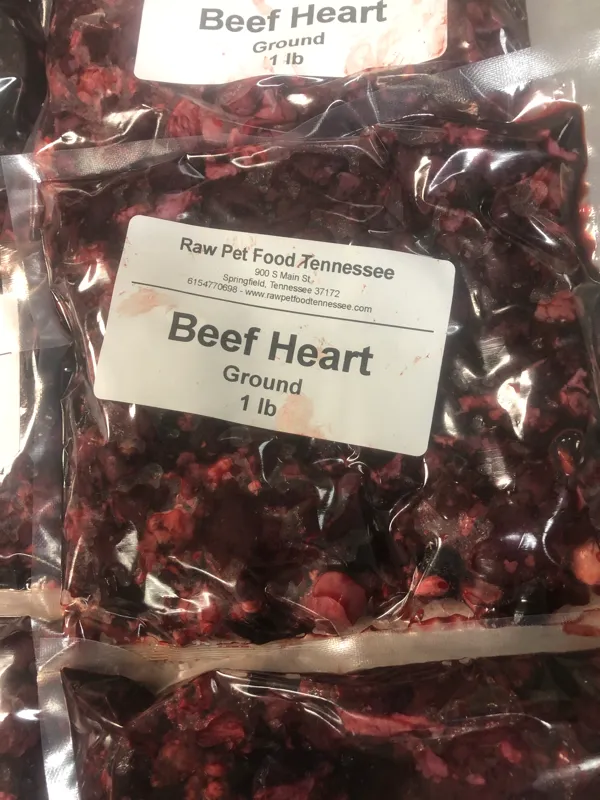 Beef Heart
Ground
1 lb
Raw Pet Food Tennessee
900 S Main St,
Springfield, Tennessee 37172
6154770698 - www.rawpetfoodtennessee.com
Beef Heart
Ground
1 lb